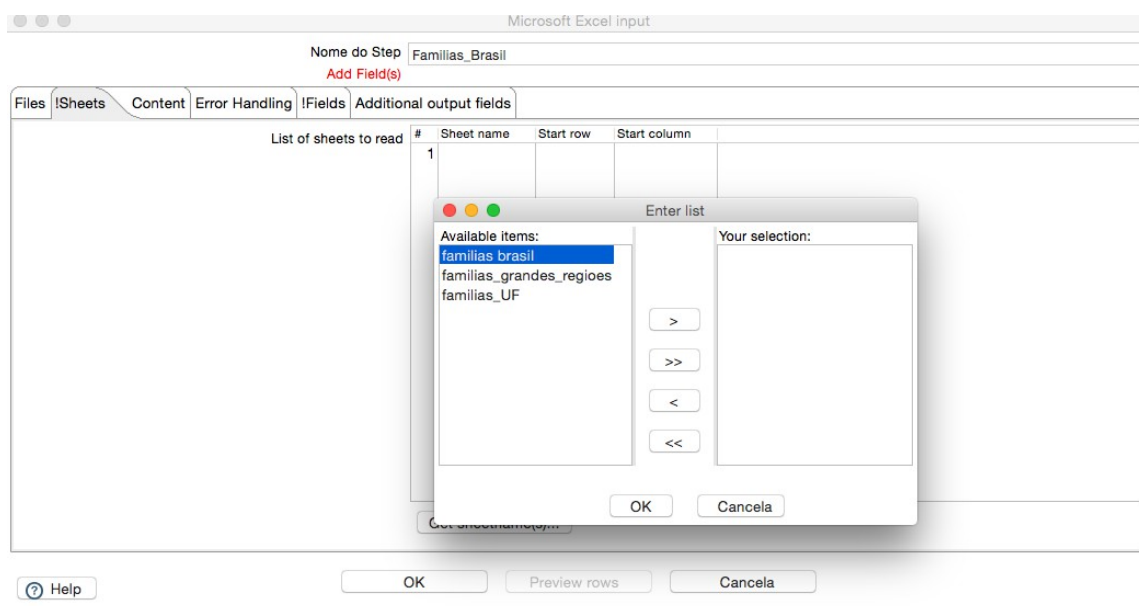 Microsoft Excel input
Nome do Step Familias_Brasil
Add Field(s)
Files !Sheets Content Error Handling !Fields Additional output fields
List of sheets to read # Sheet name Start row Start column
1
Enter list
Available items: Your selection:
familias brasil
familias_grandes_regioes
familias_UF
>
>>
<
<<
OK Cancela
Get sheetname(s)...
Help OK Preview rows Cancela